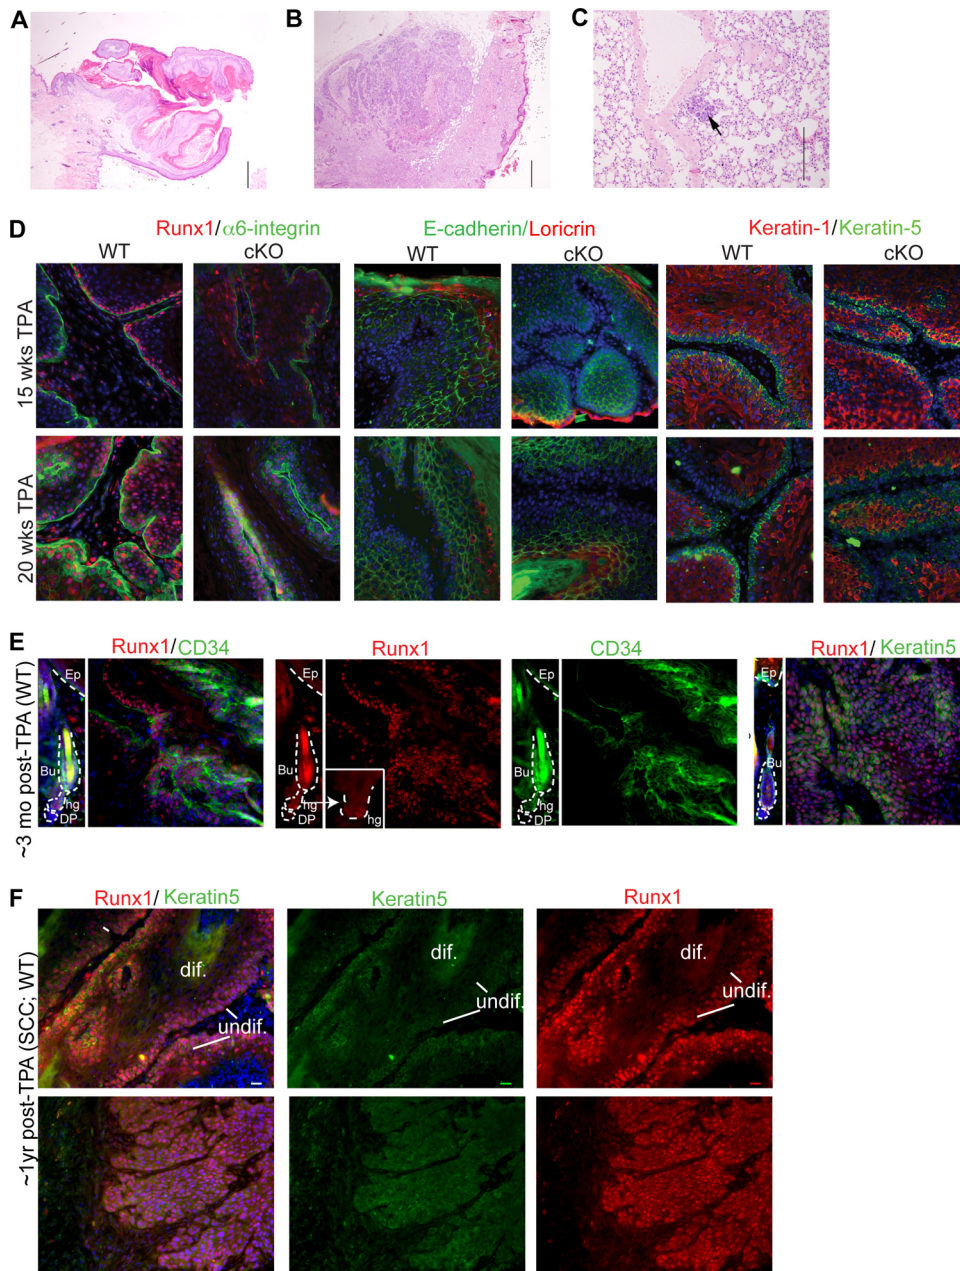 A
B
C
D
Runx1/α6-integrin
E-cadherin/Loricrin
Keratin-1/Keratin-5
WT
cKO
WT
cKO
WT
cKO
15 wks TPA
20 wks TPA
E
Runx1/CD34
Runx1
CD34
Runx1/Keratin5
~3 mo post-TPA (WT)
Ep
Bu
hg
DP
Ep
Bu
hg
DP
hg
Ep
Bu
hg
DP
Ep
Bu
F
Runx1/Keratin5
Keratin5
Runx1
~1yr post-TPA (SCC; WT)
dif.
undif.
dif.
undif.
dif.
undif.